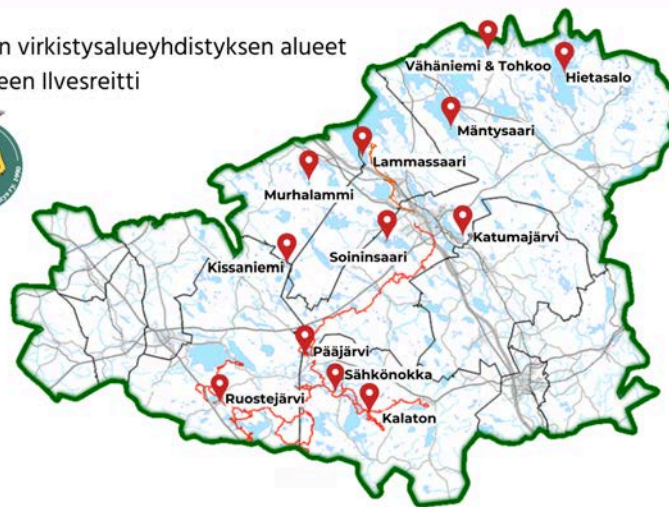 n virkistysalueyhdistyksen alueet
een Ilvesreitti
Vähäniemi & Tohkoo
Hietasalo
Mäntysaari
Lammassaari
Murhalammi
Katumajärvi
Soininsaari
Kissaniemi
Pääjärvi
Sähkönokka
Ruostejärvi
Kalaton